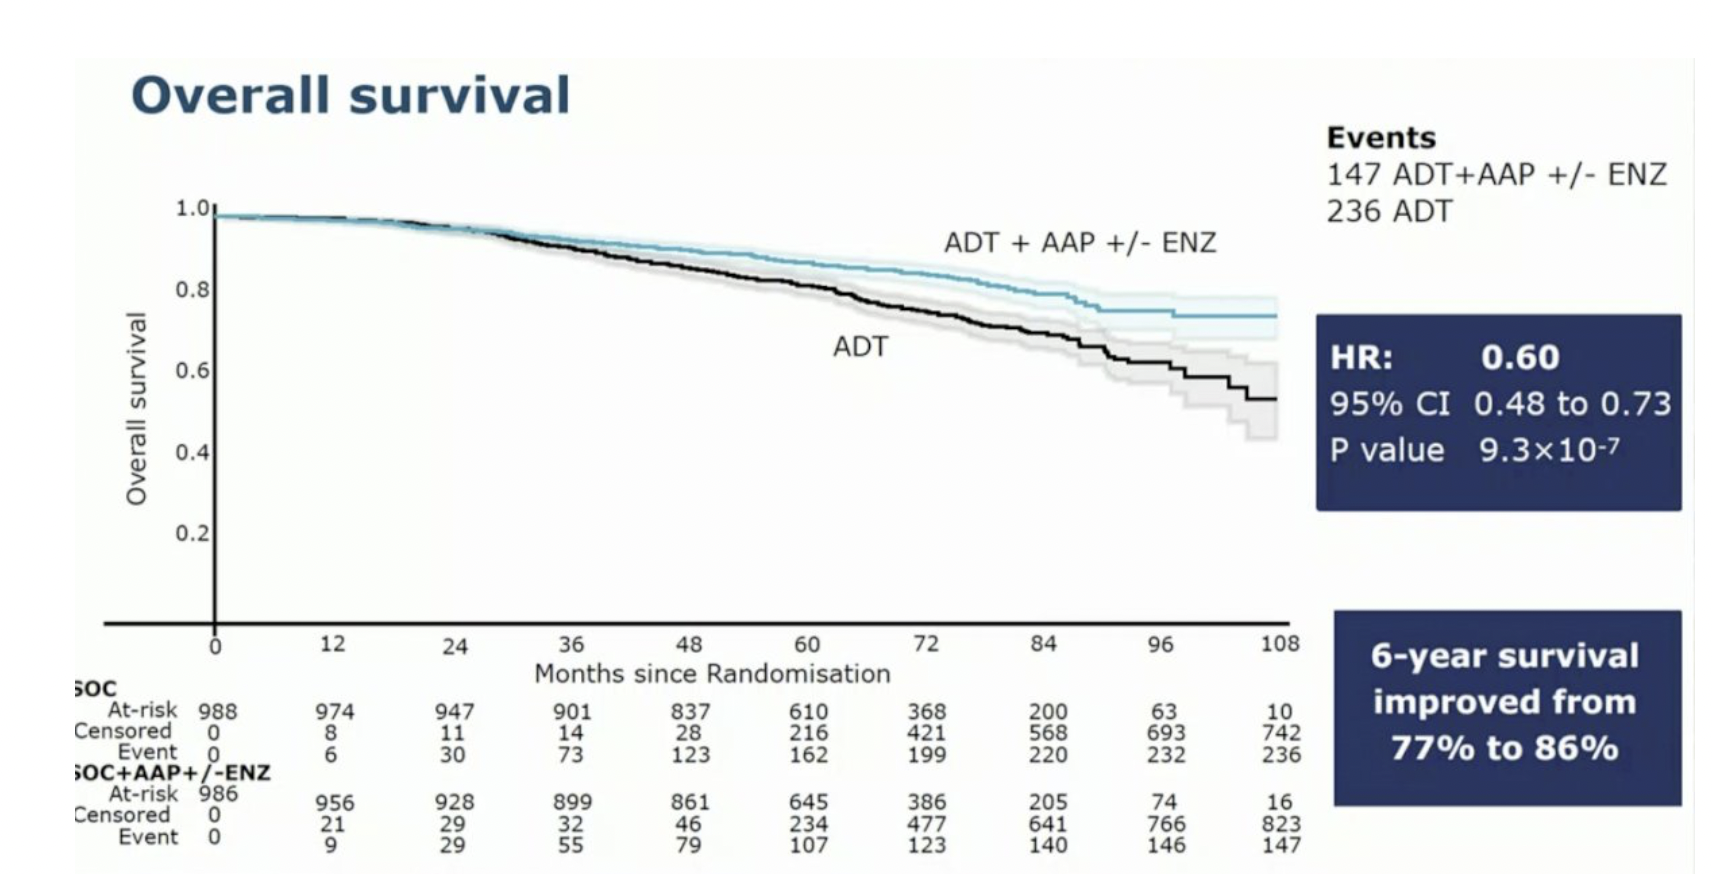 Overall survival
Events
147 ADT+AAP +/- ENZ
236 ADT
1.0
0.8
0.6
0.4
0.2
Overall survival
ADT + AAP +/- ENZ
ADT
HR: 0.60
95% CI 0.48 to 0.73
P value 9.3×10-7
6-year survival
improved from
77% to 86%
0 12 24 36 48 60 72 84 96 108
Months since Randomisation
SOC
At-risk 988 974 947 901 837 610 368 200 63 10
Censored 0 8 11 14 28 216 421 568 693 742
Event 0 6 30 73 123 162 199 220 232 236
SOC+AAP+/-ENZ
At-risk 986 956 928 899 861 645 386 205 74 16
Censored 0 21 29 32 46 234 477 641 766 823
Event 0 9 29 55 79 107 123 140 146 147